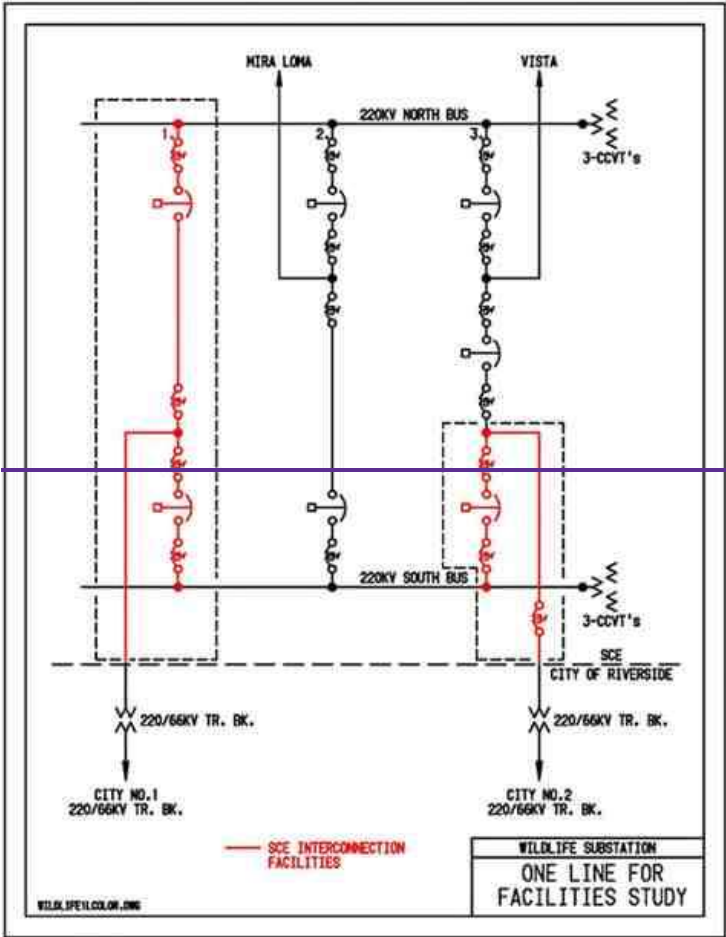 MIRA LOMA
VISTA
220KV NORTH BUS
1.
2.
3.
3-CCVT's
220KV SOUTH BUS
3-CCVT's
SCE
CITY OF RIVERSIDE
220/66KV TR. BK.
220/66KV TR. BK.
CITY NO.1
220/66KV TR. BK.
CITY NO.2
220/66KV TR. BK.
SCE INTERCONNECTION
FACILITIES
WILDLIFE SUBSTATION
ONE LINE FOR
FACILITIES STUDY
WILDLIFE1LCOLOR.DWG